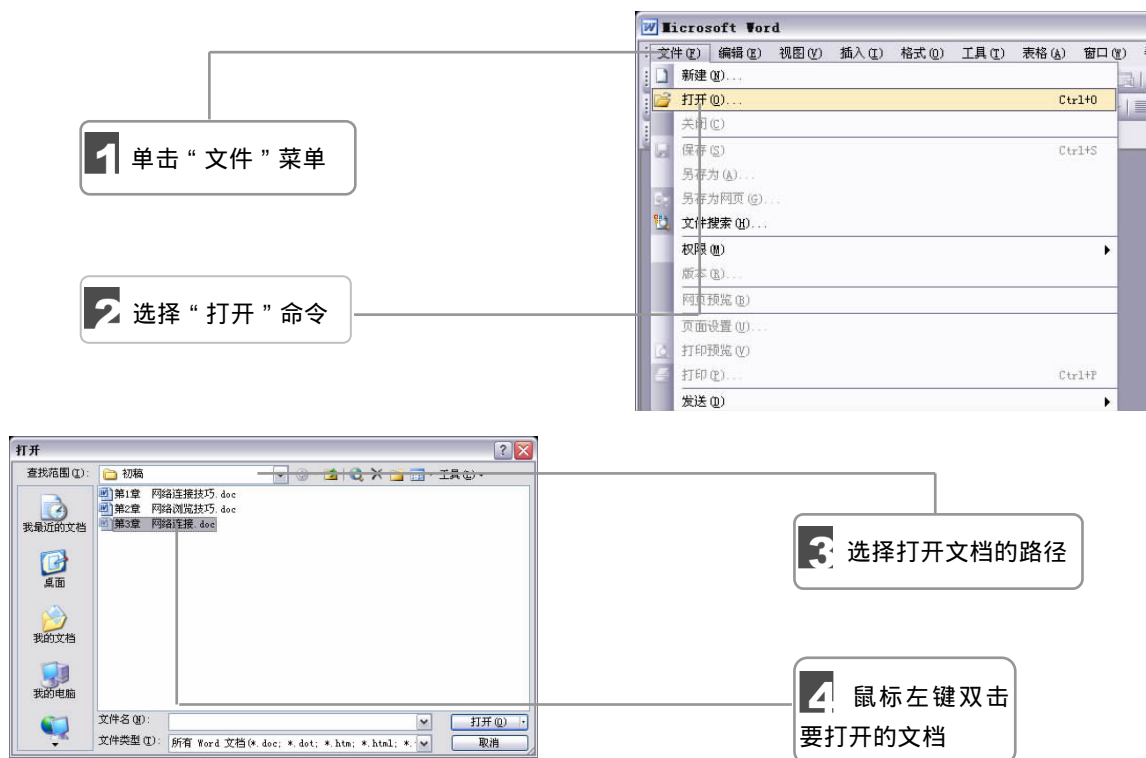 Microsoft Word
文件(F) 编辑(E) 视图(V) 插入(I) 格式(O) 工具(T) 表格(A) 窗口(W)
新建(N)...
打开(O)... Ctrl+O
关闭(C)
1 单击“文件”菜单
保存(S) Ctrl+S
另存为(A)...
另存为网页(G)...
文件搜索(H)...
权限(M)
版本(R)...
网页预览(B)
2 选择“打开”命令
页面设置(U)...
打印预览(V)
打印(P)... Ctrl+P
发送(D)
打开
查找范围(I): 初稿 工具(L)
第1章 网络连接技巧.doc
第2章 网络浏览技巧.doc
第3章 网络连接.doc
我最近的文档
桌面
我的文档
我的电脑
3 选择打开文档的路径
文件名(N): 打开(O)
文件类型(T): 所有 Word 文档(*.doc; *.dot; *.htm; *.html; *. 取消
4 鼠标左键双击
要打开的文档